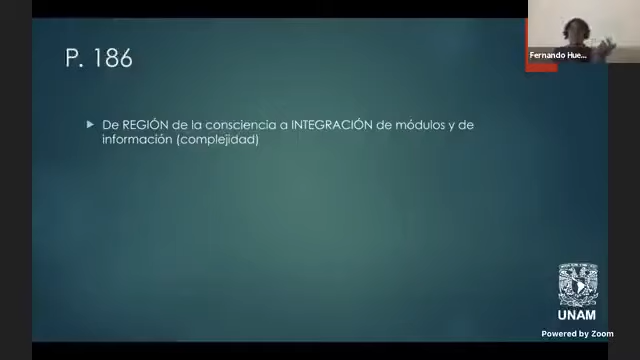 P. 186
Fernando Hue...
De REGIÓN de la consciencia a INTEGRACIÓN de módulos y de
información (complejidad)
UNAM
Powered by Zoom